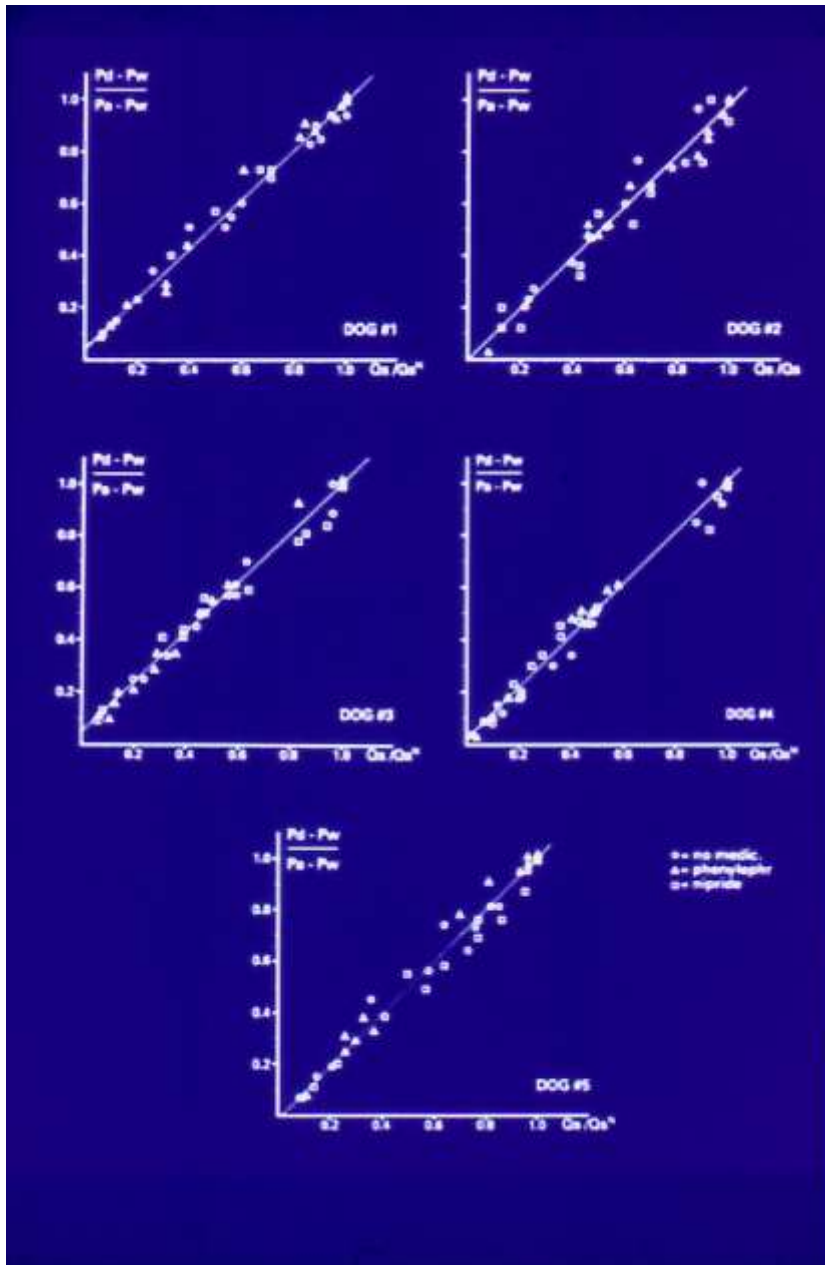 Pd - Pw
Pa - Pw
1.0
0.8
0.6
0.4
0.2
DOG #1
0.2 0.4 0.6 0.8 1.0 Qs/Qsᴺ
Pd - Pw
Pa - Pw
1.0
0.8
0.6
0.4
0.2
DOG #2
0.2 0.4 0.6 0.8 1.0 Qs/Qs
Pd - Pw
Pa - Pw
1.0
0.8
0.6
0.4
0.2
DOG #3
0.2 0.4 0.6 0.8 1.0 Qs/Qsᴺ
Pd - Pw
Pa - Pw
1.0
0.8
0.6
0.4
0.2
DOG #4
0.2 0.4 0.6 0.8 1.0 Qs/Qsᴺ
Pd - Pw
Pa - Pw
1.0
0.8
0.6
0.4
0.2
DOG #5
0.2 0.4 0.6 0.8 1.0 Qs/Qsᴺ
o = no medic.
△ = phenylephr
□ = nipride